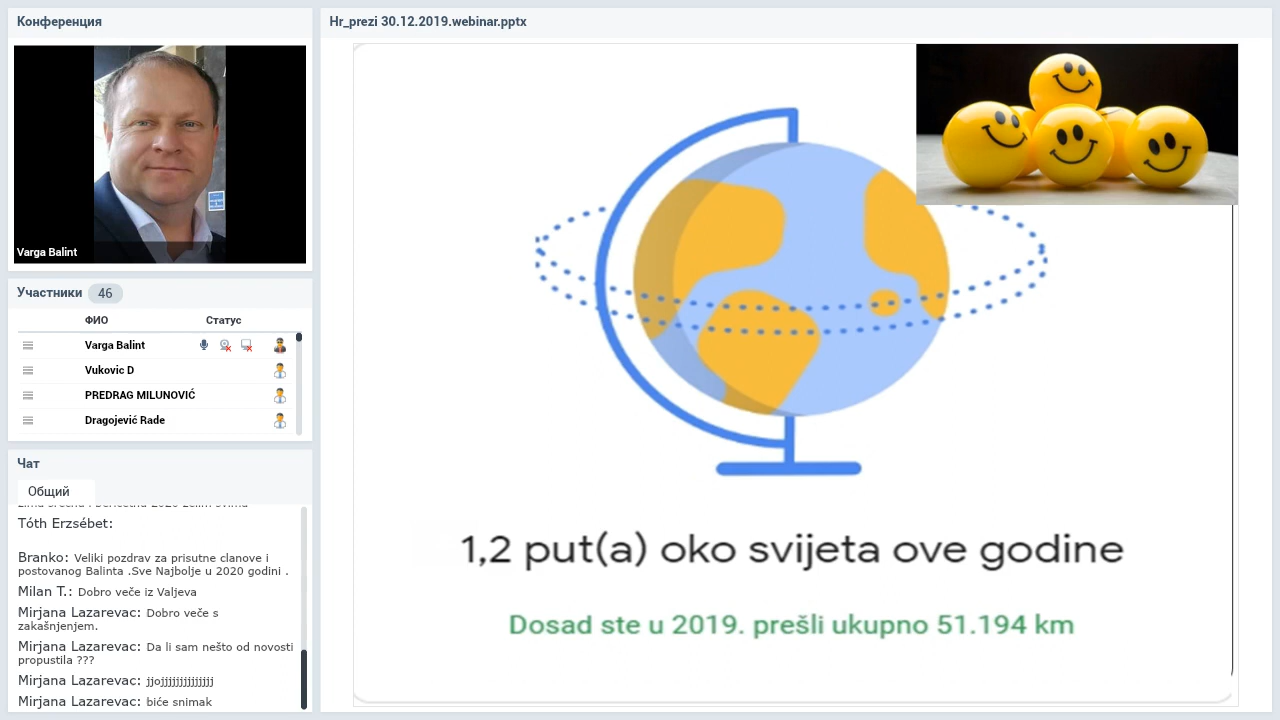 Конференция
Varga Balint
Участники 46
ФИО Статус
Varga Balint
Vukovic D
PREDRAG MILUNOVIĆ
Dragojević Rade
Чат
Общий
Tóth Erzsébet:
Branko: Veliki pozdrav za prisutne clanove i
postovanog Balinta .Sve Najbolje u 2020 godini .
Milan T.: Dobro veče iz Valjeva
Mirjana Lazarevac: Dobro veče s
zakašnjenjem.
Mirjana Lazarevac: Da li sam nešto od novosti
propustila ???
Mirjana Lazarevac: jjojjjjjjjjjjjjjj
Mirjana Lazarevac: biće snimak
Hr_prezi 30.12.2019.webinar.pptx
1,2 put(a) oko svijeta ove godine
Dosad ste u 2019. prešli ukupno 51.194 km